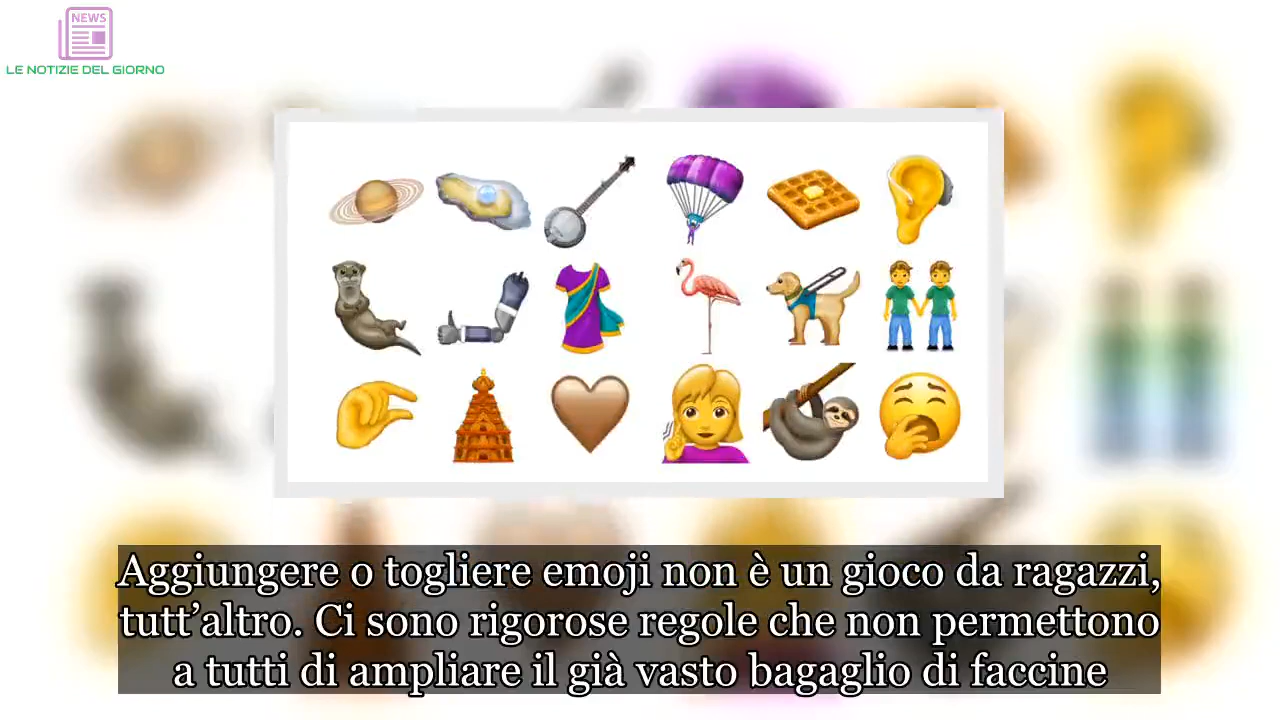 NEWS
LE NOTIZIE DEL GIORNO
Aggiungere o togliere emoji non è un gioco da ragazzi,
tutt’altro. Ci sono rigorose regole che non permettono
a tutti di ampliare il già vasto bagaglio di faccine